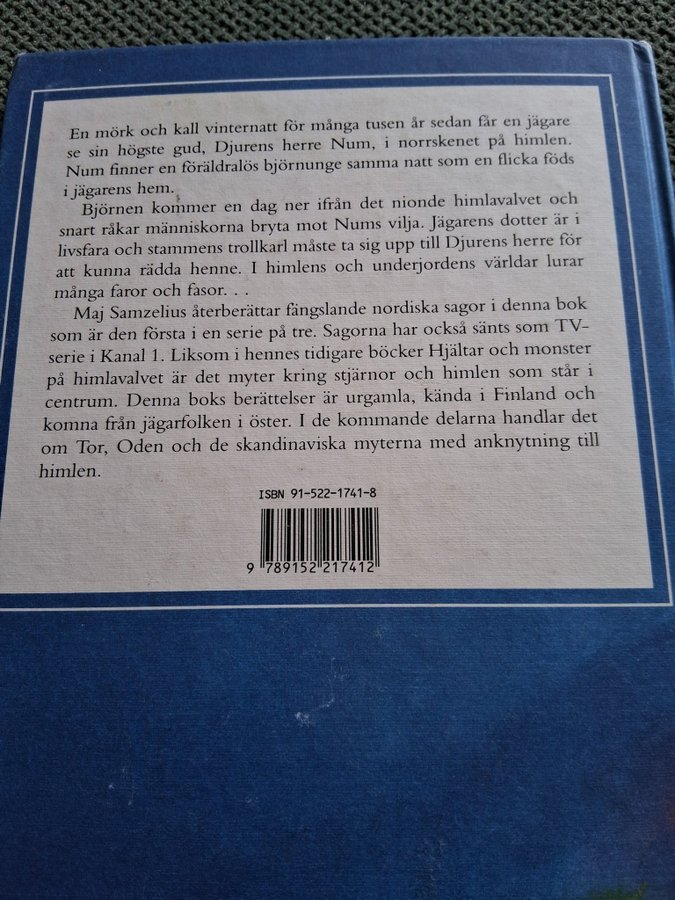 En mörk och kall vinternatt för många tusen år sedan får en jägare
se sin högste gud, Djurens herre Num, i norrskenet på himlen.
Num finner en föräldralös björnunge samma natt som en flicka föds
i jägarens hem.
Björnen kommer en dag ner ifrån det nionde himlavalvet och
snart råkar människorna bryta mot Nums vilja. Jägarens dotter är i
livsfara och stammens trollkarl måste ta sig upp till Djurens herre för
att kunna rädda henne. I himlens och underjordens världar lurar
många faror och fasor. . .
Maj Samzelius återberättar fängslande nordiska sagor i denna bok
som är den första i en serie på tre. Sagorna har också sänts som TV-
serie i Kanal 1. Liksom i hennes tidigare böcker Hjältar och monster
på himlavalvet är det myter kring stjärnor och himlen som står i
centrum. Denna boks berättelser är urgamla, kända i Finland och
komna från jägarfolken i öster. I de kommande delarna handlar det
om Tor, Oden och de skandinaviska myterna med anknytning till
himlen.
ISBN 91-522-1741-8
9 789152 217412